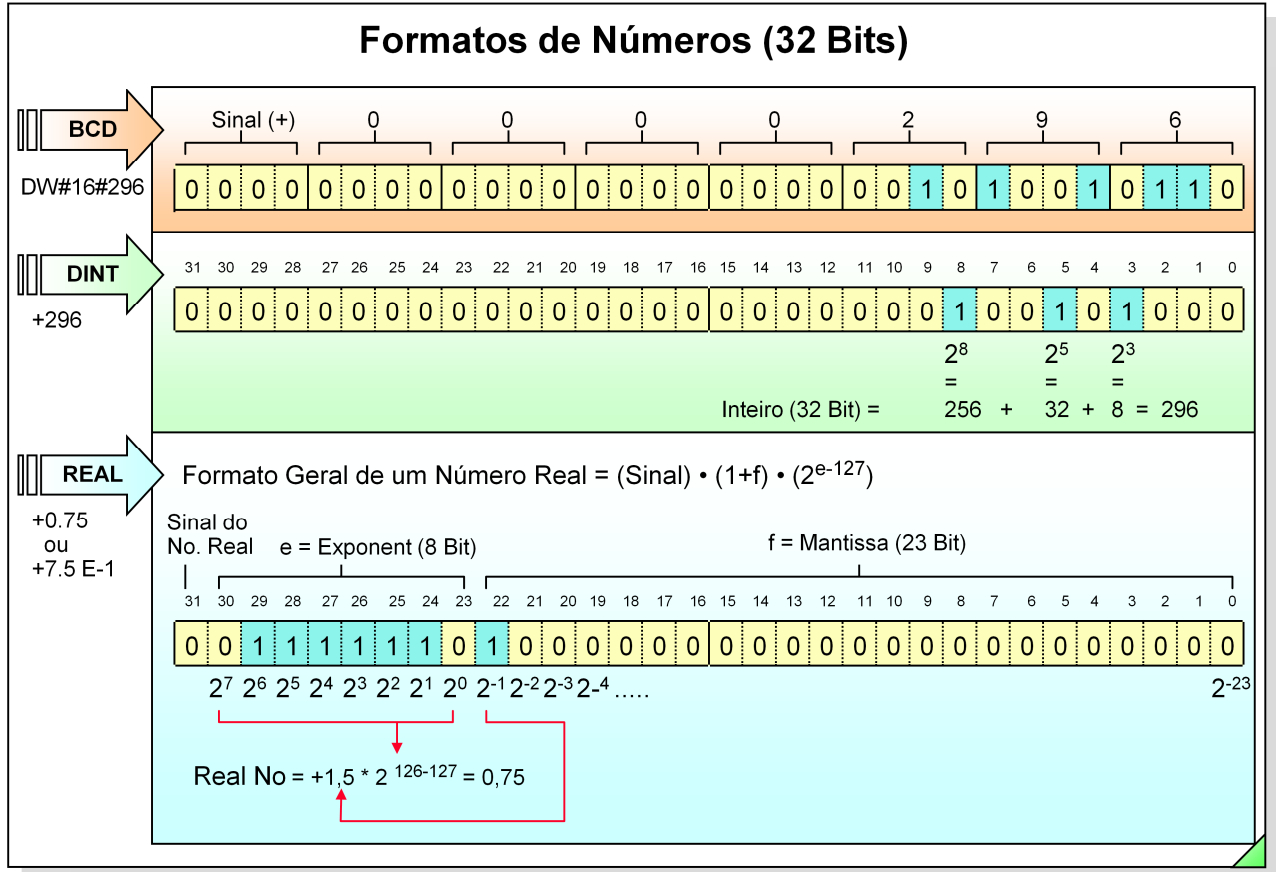 Formatos de Números (32 Bits)
BCD
DW#16#296
Sinal (+) 0 0 0 0 2 9 6
0 0 0 0 0 0 0 0 0 0 0 0 0 0 0 0 0 0 0 0 0 0 1 0 1 0 0 1 0 1 1 0
DINT
+296
31 30 29 28 27 26 25 24 23 22 21 20 19 18 17 16 15 14 13 12 11 10 9 8 7 6 5 4 3 2 1 0
0 0 0 0 0 0 0 0 0 0 0 0 0 0 0 0 0 0 0 0 0 0 0 1 0 0 1 0 1 0 0 0
2⁸ 2⁵ 2³
= = =
Inteiro (32 Bit) = 256 + 32 + 8 = 296
REAL
+0.75
ou
+7.5 E-1
Formato Geral de um Número Real = (Sinal) • (1+f) • (2ᵉ⁻¹²⁷)
Sinal do
No. Real
e = Exponent (8 Bit)
f = Mantissa (23 Bit)
31 30 29 28 27 26 25 24 23 22 21 20 19 18 17 16 15 14 13 12 11 10 9 8 7 6 5 4 3 2 1 0
0 0 1 1 1 1 1 1 0 1 0 0 0 0 0 0 0 0 0 0 0 0 0 0 0 0 0 0 0 0 0 0
2⁷ 2⁶ 2⁵ 2⁴ 2³ 2² 2¹ 2⁰ 2⁻¹ 2⁻² 2⁻³ 2-⁴ ..... 2⁻²³
Real No = +1,5 * 2 ¹²⁶⁻¹²⁷ = 0,75